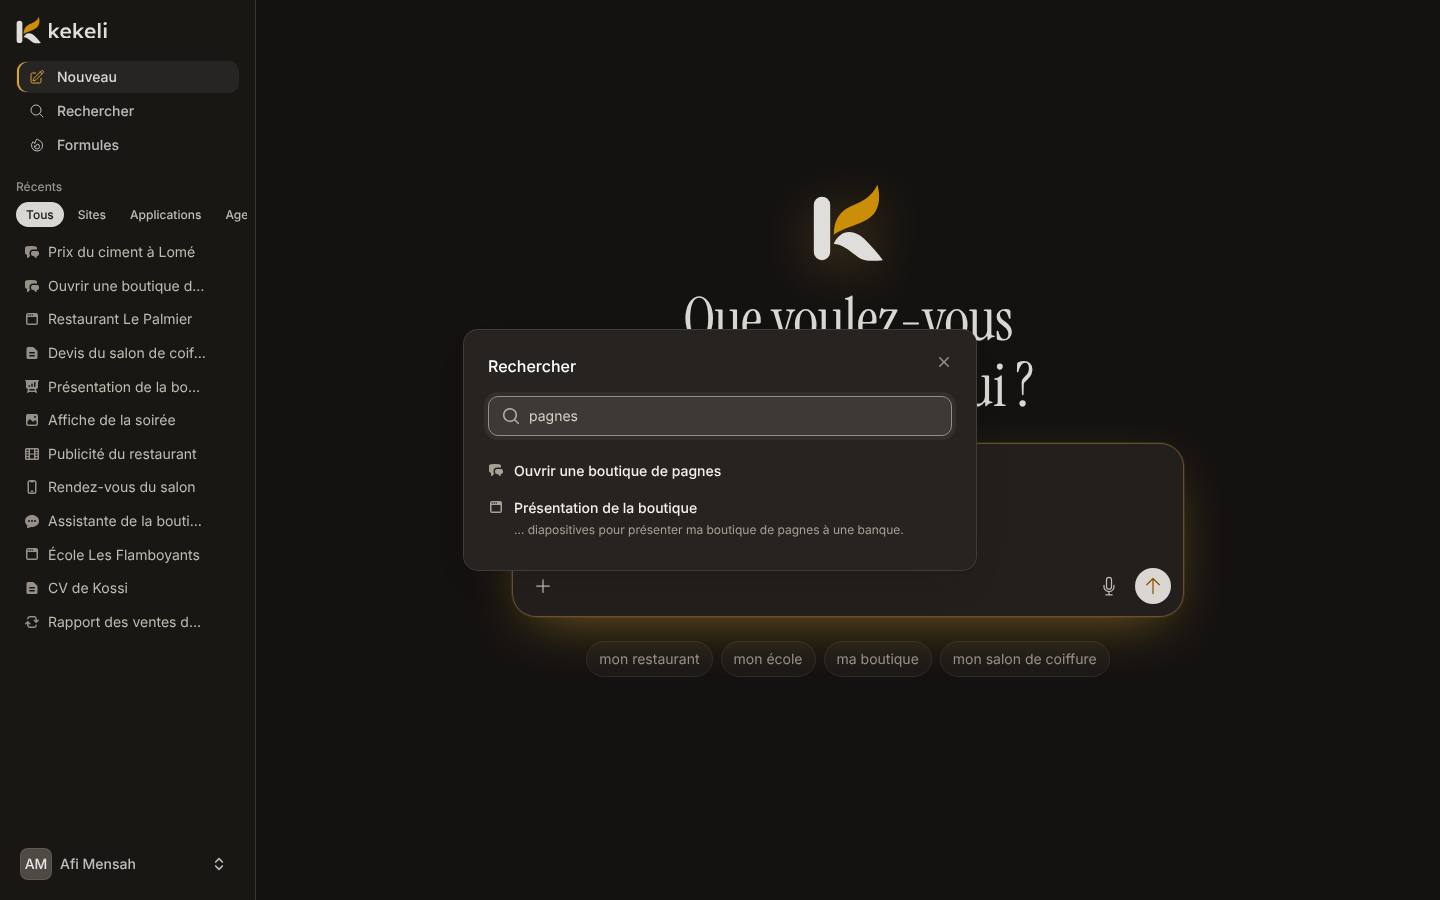 kekeli
Nouveau
Rechercher
Formules
Récents
Tous Sites Applications Age
Prix du ciment à Lomé
Ouvrir une boutique d...
Restaurant Le Palmier
Devis du salon de coif...
Présentation de la bo...
Affiche de la soirée
Publicité du restaurant
Rendez-vous du salon
Assistante de la bouti...
École Les Flamboyants
CV de Kossi
Rapport des ventes d...
AM Afi Mensah
Que voulez-vous
ui ?
Rechercher
pagnes
Ouvrir une boutique de pagnes
Présentation de la boutique
... diapositives pour présenter ma boutique de pagnes à une banque.
mon restaurant mon école ma boutique mon salon de coiffure